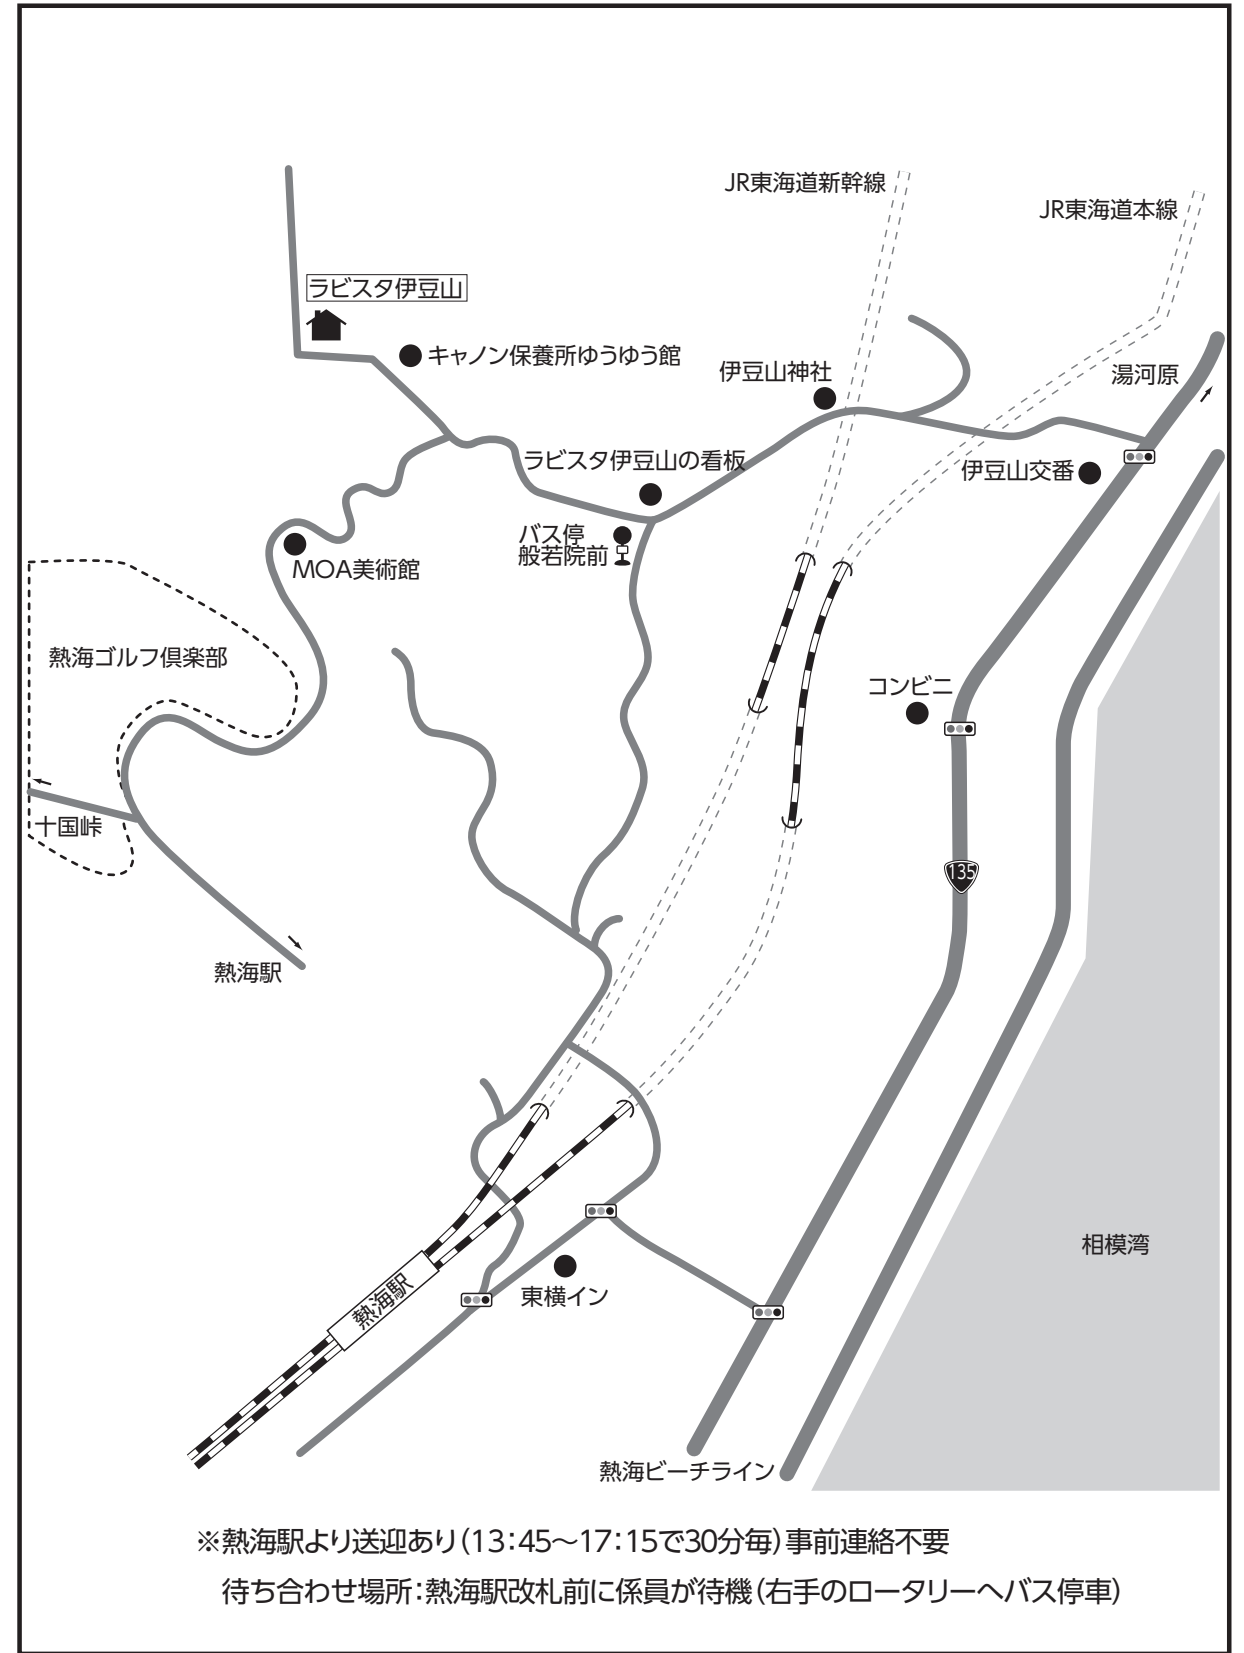 JR東海道新幹線
JR東海道本線
ラビスタ伊豆山
キャノン保養所ゆうゆう館
伊豆山神社
湯河原
ラビスタ伊豆山の看板
伊豆山交番
バス停
般若院前
MOA美術館
熱海ゴルフ倶楽部
コンビニ
十国峠
135
熱海駅
相模湾
熱海駅
東横イン
熱海ビーチライン
※熱海駅より送迎あり(13:45〜17:15で30分毎)事前連絡不要
待ち合わせ場所:熱海駅改札前に係員が待機(右手のロータリーへバス停車)